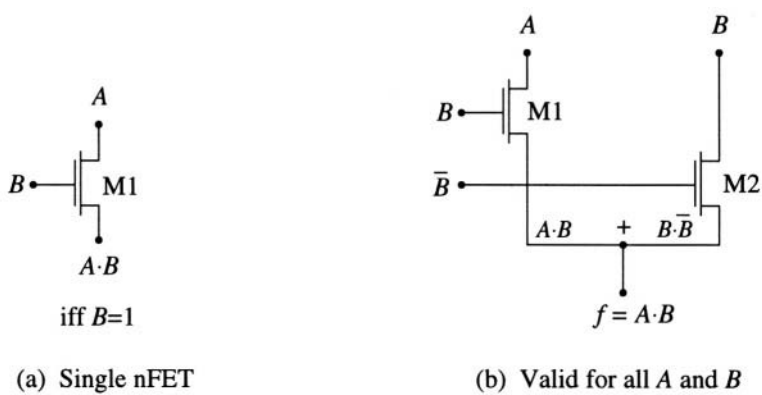 A
B
M1
A·B
iff B=1
(a) Single nFET
A
B
B
M1
B̅
M2
A·B + B·B̅
f = A·B
(b) Valid for all A and B